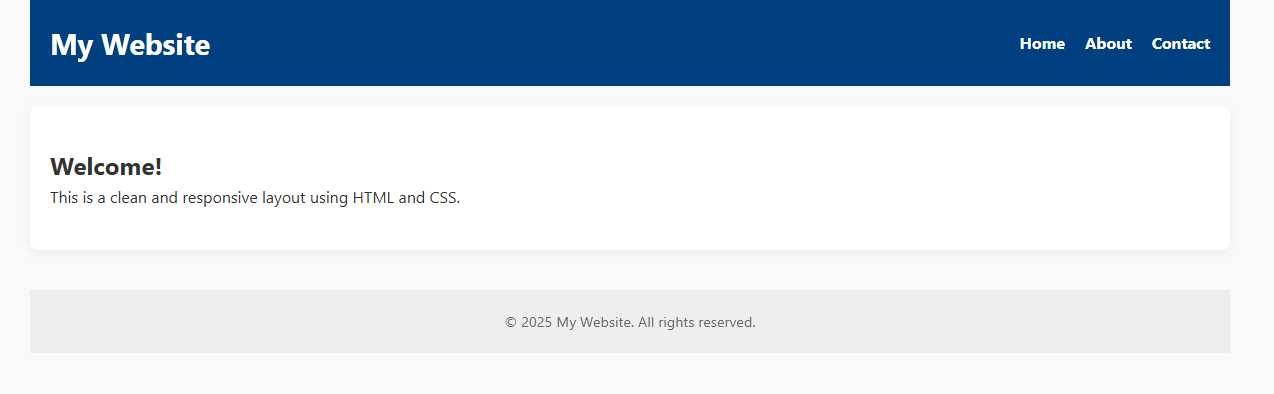 My Website
Home About Contact
Welcome!
This is a clean and responsive layout using HTML and CSS.
© 2025 My Website. All rights reserved.